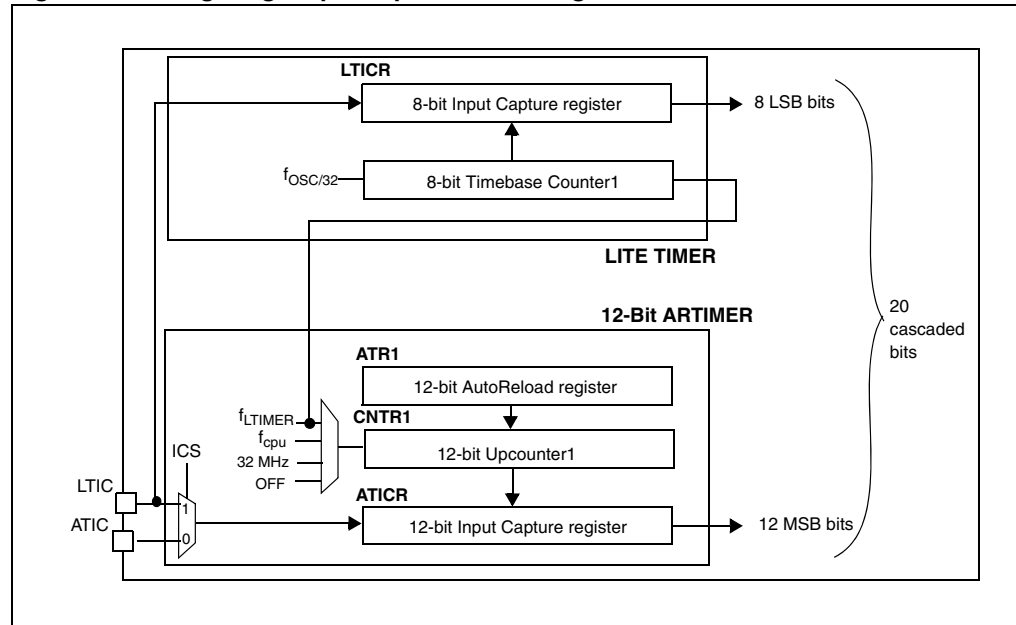 LTICR
8-bit Input Capture register
8 LSB bits
fOSC/32
8-bit Timebase Counter1
LITE TIMER
20
cascaded
bits
12-Bit ARTIMER
ATR1
12-bit AutoReload register
fLTIMER
CNTR1
fcpu
12-bit Upcounter1
32 MHz
OFF
ICS
ATICR
LTIC
1
12-bit Input Capture register
12 MSB bits
ATIC
0